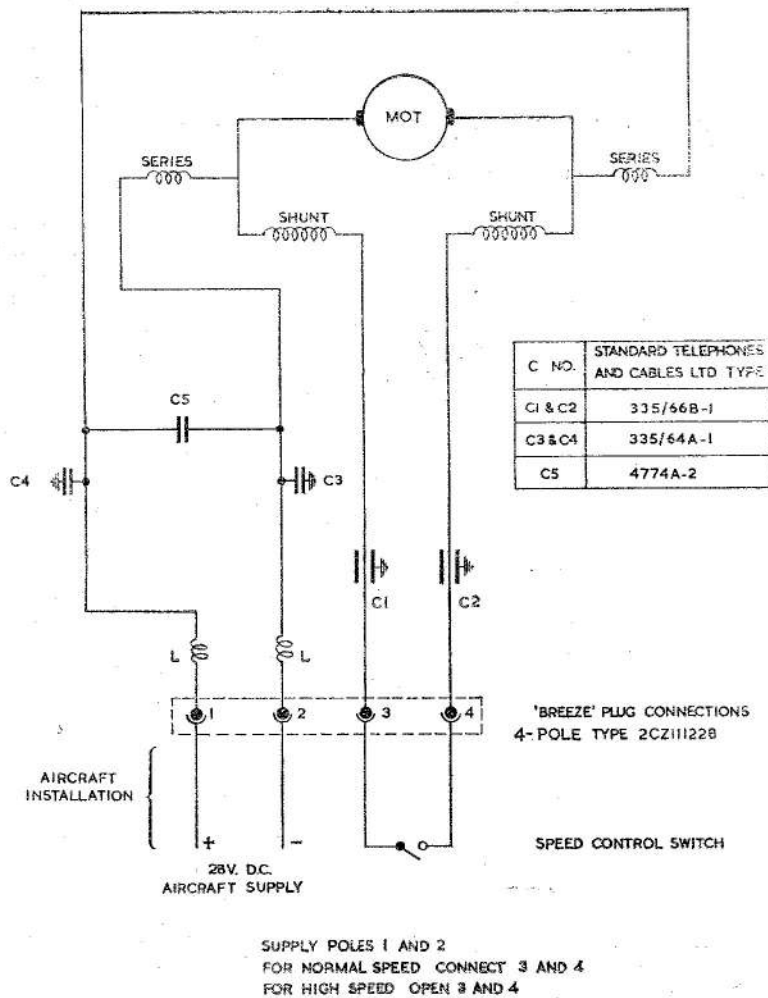 MOT
SERIES
SERIES
SHUNT
SHUNT
C NO. STANDARD TELEPHONES AND CABLES LTD TYPE
C1 & C2 335/66B-1
C3 & C4 335/64A-1
C5 4774A-2
C5
C4
C3
C1
C2
L
L
1
2
3
4
'BREEZE' PLUG CONNECTIONS
4-POLE TYPE 2CZ111228
AIRCRAFT
INSTALLATION
+
-
28V. D.C.
AIRCRAFT SUPPLY
SPEED CONTROL SWITCH
SUPPLY POLES 1 AND 2
FOR NORMAL SPEED CONNECT 3 AND 4
FOR HIGH SPEED OPEN 3 AND 4